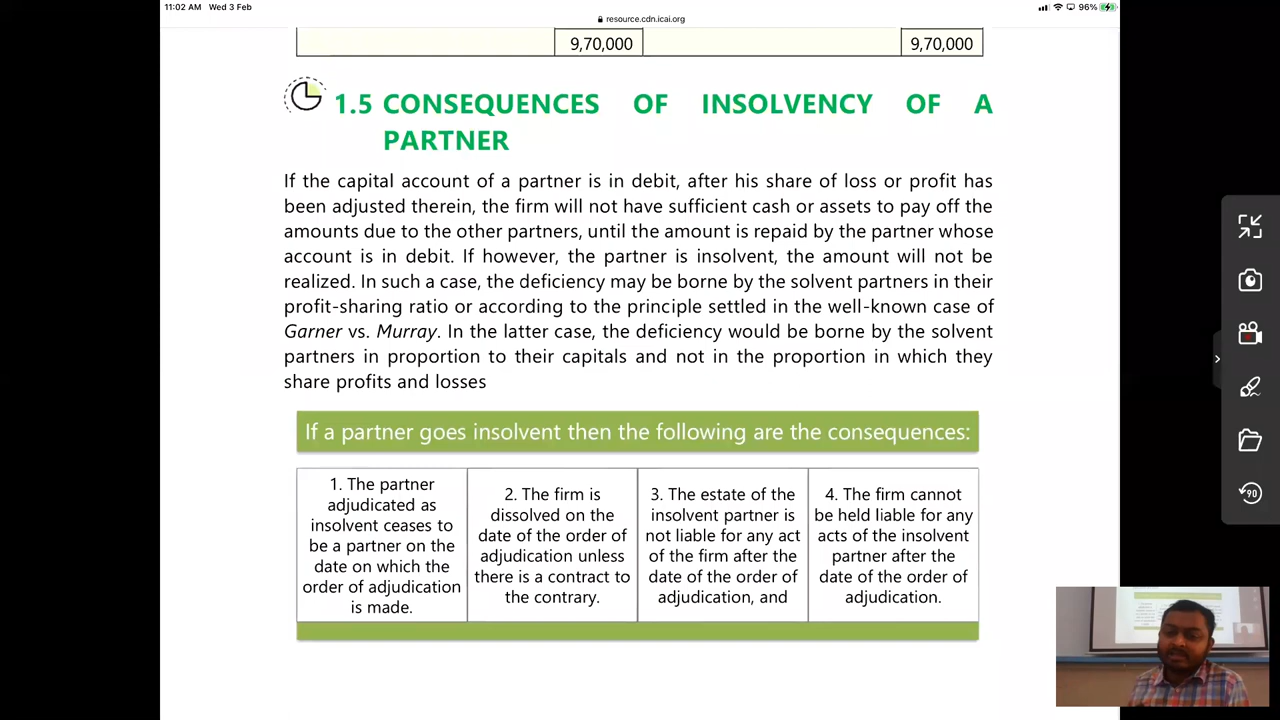 11:02 AM Wed 3 Feb
96%
resource.cdn.icai.org
9,70,000 9,70,000
1.5 CONSEQUENCES OF INSOLVENCY OF A
PARTNER
If the capital account of a partner is in debit, after his share of loss or profit has
been adjusted therein, the firm will not have sufficient cash or assets to pay off the
amounts due to the other partners, until the amount is repaid by the partner whose
account is in debit. If however, the partner is insolvent, the amount will not be
realized. In such a case, the deficiency may be borne by the solvent partners in their
profit-sharing ratio or according to the principle settled in the well-known case of
Garner vs. Murray. In the latter case, the deficiency would be borne by the solvent
partners in proportion to their capitals and not in the proportion in which they
share profits and losses
If a partner goes insolvent then the following are the consequences:
1. The partner
adjudicated as
insolvent ceases to
be a partner on the
date on which the
order of adjudication
is made.
2. The firm is
dissolved on the
date of the order of
adjudication unless
there is a contract to
the contrary.
3. The estate of the
insolvent partner is
not liable for any act
of the firm after the
date of the order of
adjudication, and
4. The firm cannot
be held liable for any
acts of the insolvent
partner after the
date of the order of
adjudication.
90